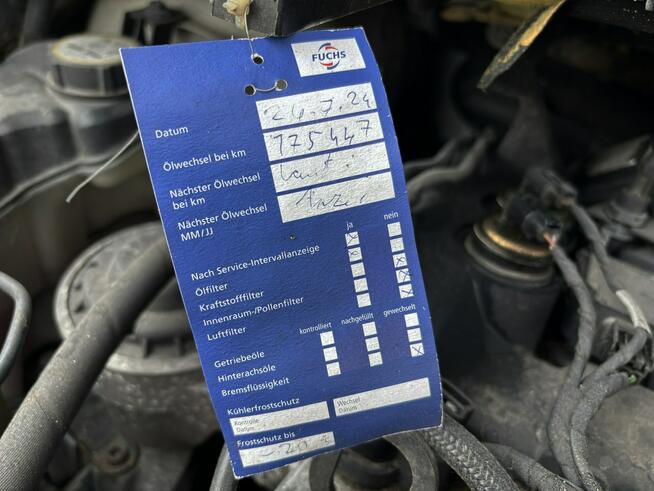 FUCHS
Datum 24.7.24
Ölwechsel bei km 175447
Nächster Ölwechsel
bei km laut
Nächster Ölwechsel
MM/JJ
ja nein
Nach Service-Intervallanzeige
Ölfilter
Kraftstofffilter
Innenraum-/Pollenfilter
Luftfilter
kontrolliert nachgefüllt gewechselt
Getriebeöle
Hinterachsöle
Bremsflüssigkeit
Kühlerfrostschutz
Kontrolle
Datum:
Wechsel
Datum:
Frostschutz bis